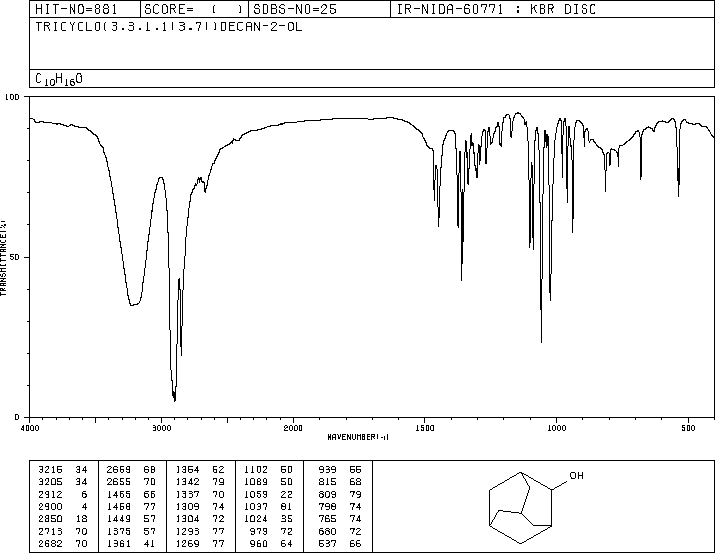 HIT-NO=881 SCORE= ( ) SDBS-NO=25 IR-NIDA-60771 : KBR DISC
TRICYCLO(3.3.1.1(3.7))DECAN-2-OL
C10H16O
100
50
0
TRANSMITTANCE(%)
4000 3000 2000 1500 1000 500
WAVENUMBER(-1)
3215 34 2669 68 1354 62 1102 50 939 55
3205 34 2655 70 1342 79 1089 50 815 68
2912 6 1465 66 1337 70 1059 22 809 79
2900 4 1458 77 1309 74 1037 81 798 74
2850 18 1449 57 1304 72 1024 35 765 74
2713 70 1375 57 1293 77 979 72 680 72
2682 70 1361 41 1269 77 960 64 537 66
OH